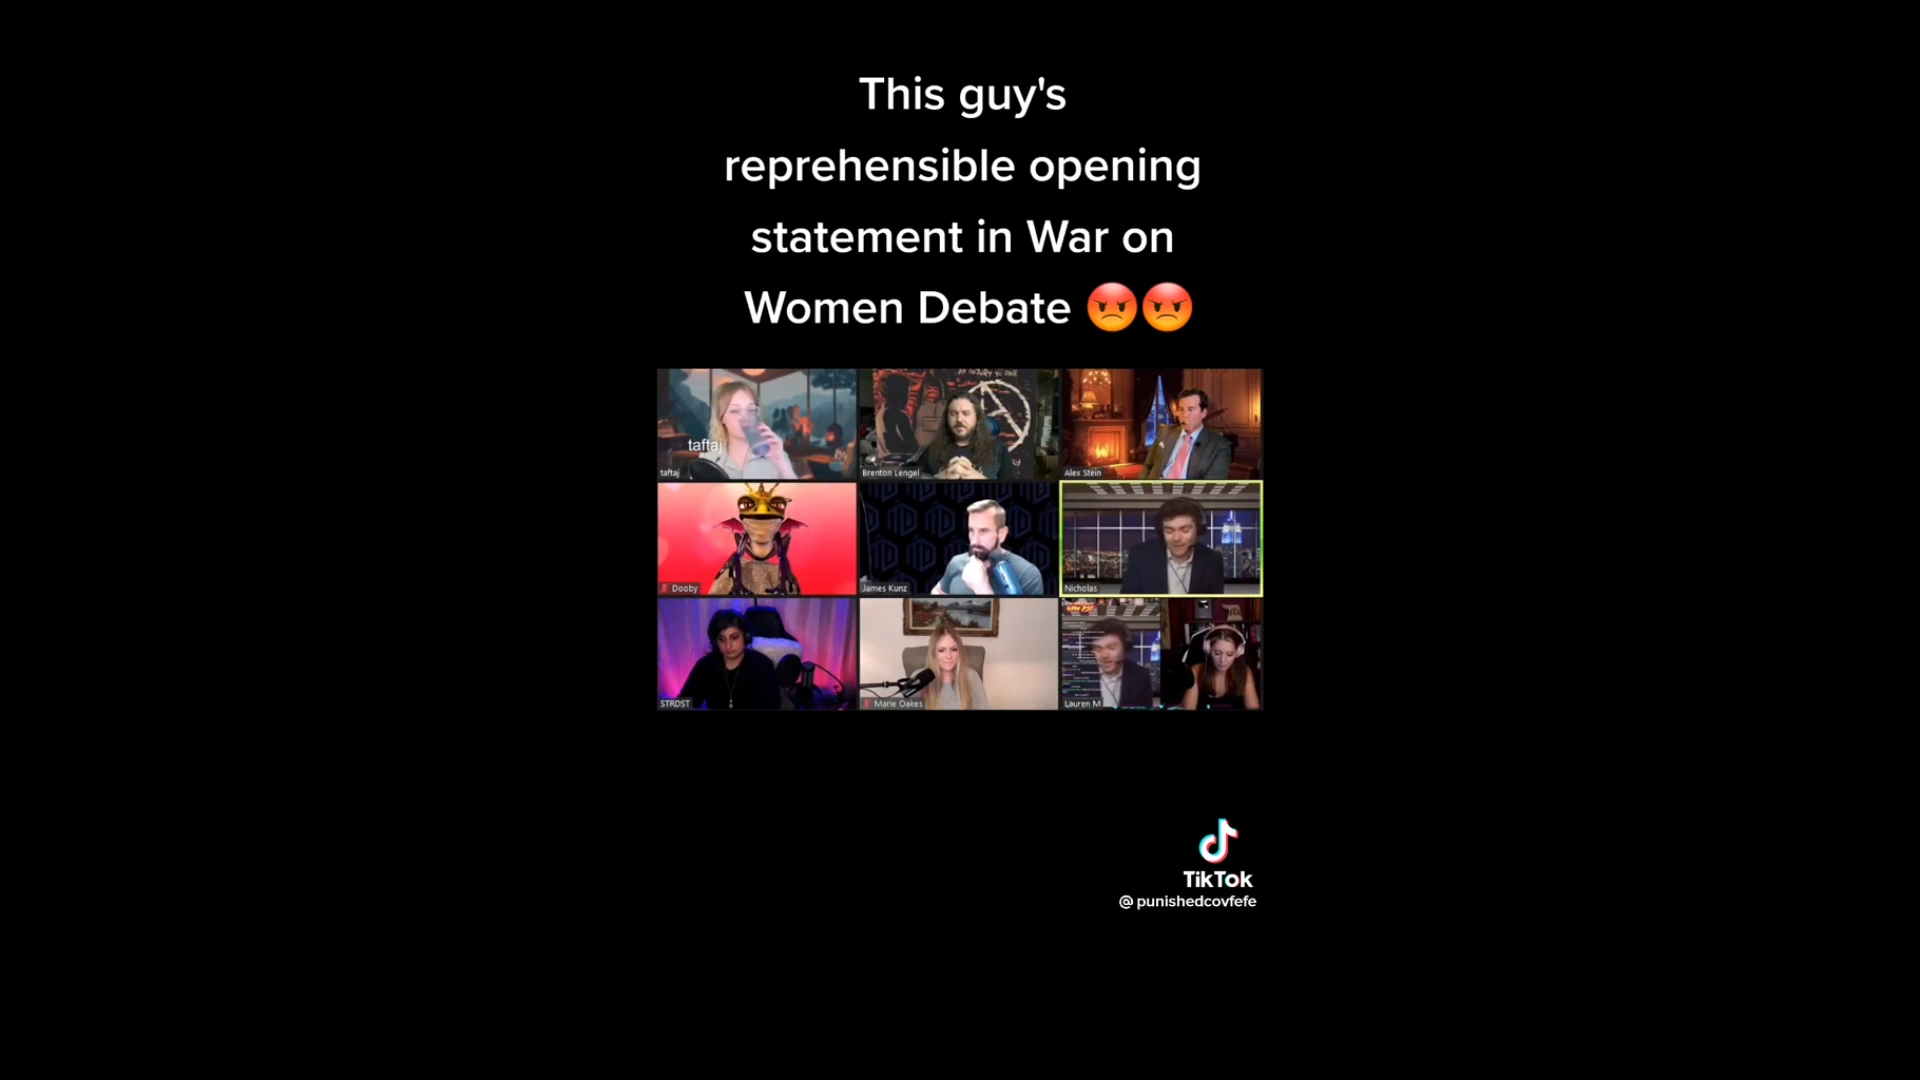 This guy's
reprehensible opening
statement in War on
Women Debate 😡😡
taftaj
taftaj
Brenton Lengel
Alex Stein
Dooby
James Kunz
Nicholas
STRDST
Marie Oakes
Lauren M
TikTok
@punishedcovfefe